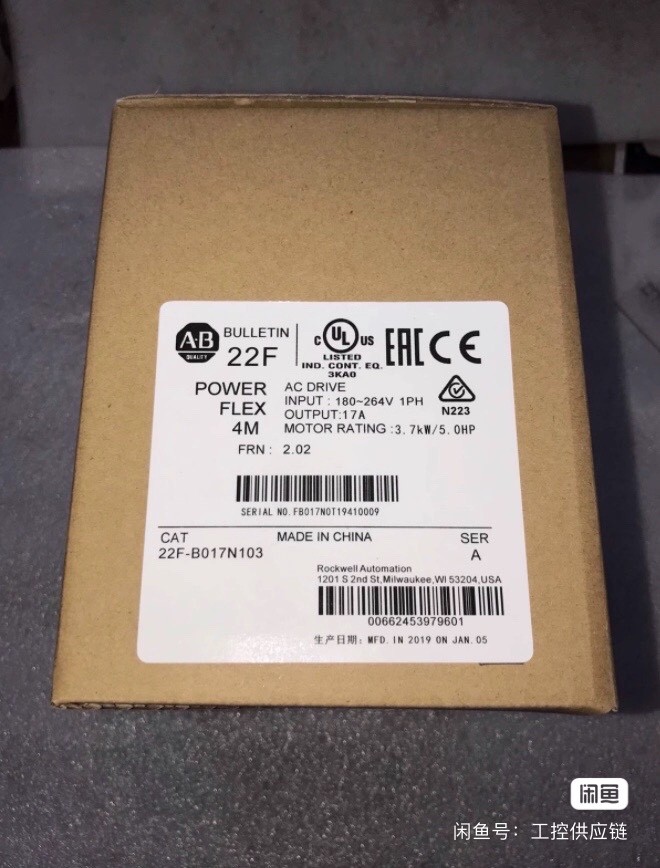 A-B
QUALITY
BULLETIN
22F
C UL US
LISTED
IND. CONT. EQ.
3KA0
EAC CE
N223
POWER
FLEX
4M
AC DRIVE
INPUT : 180~264V 1PH
OUTPUT:17A
MOTOR RATING :3.7kW/5.0HP
FRN : 2.02
SERIAL NO.FB017N0T19410009
CAT
MADE IN CHINA
SER
22F-B017N103
A
Rockwell Automation
1201 S 2nd St,Milwaukee,WI 53204,USA
00662453979601
生产日期: MFD. IN 2019 ON JAN. 05
闲鱼
闲鱼号：工控供应链